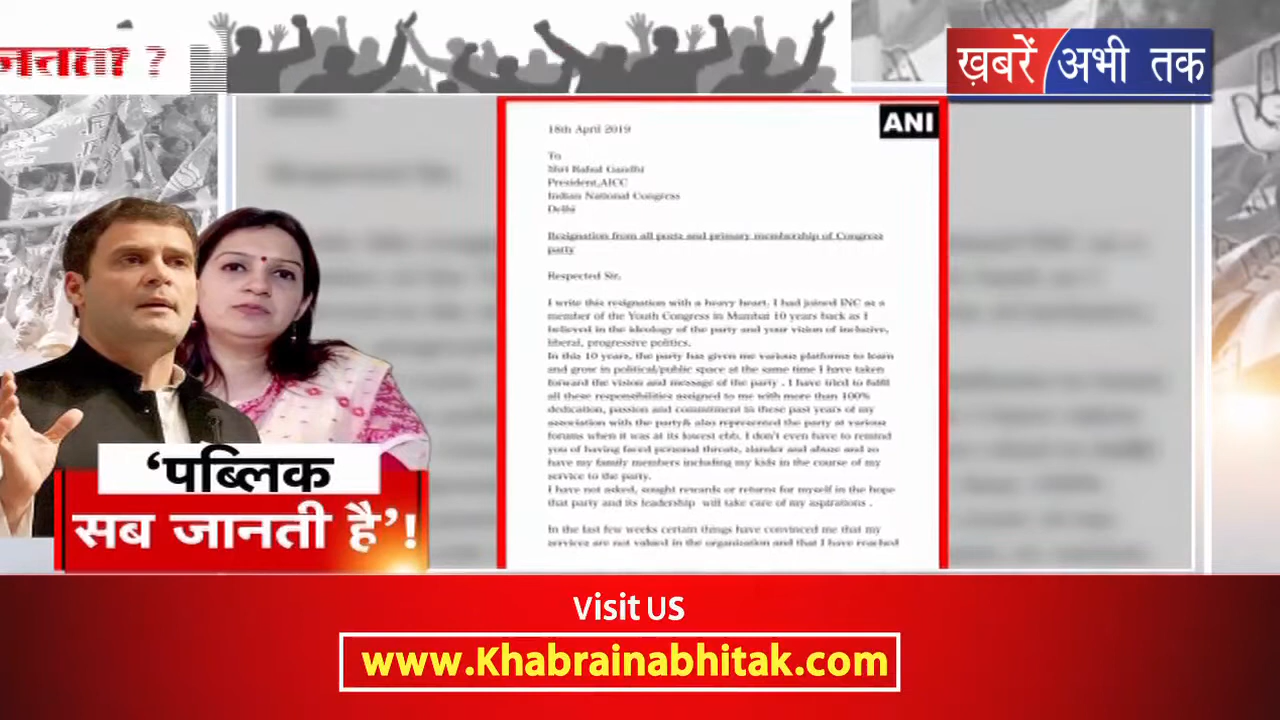 जनता ?
ख़बरें अभी तक
ANI
18th April 2019
To
Shri Rahul Gandhi
President,AICC
Indian National Congress
Delhi
Resignation from all posts and primary membership of Congress
party
Respected Sir,
I write this resignation with a heavy heart. I had joined INC as a
member of the Youth Congress in Mumbai 10 years back as I
believed in the ideology of the party and your vision of inclusive,
liberal, progressive politics.
In this 10 years, the party has given me various platforms to learn
and grow in political/public space at the same time I have taken
forward the vision and message of the party . I have tried to fulfil
all these responsibilities assigned to me with more than 100%
dedication, passion and commitment in these past years of my
association with the party& also represented the party at various
forums when it was at its lowest ebb. I don't even have to remind
you of having faced personal threats, slander and abuse and so
have my family members including my kids in the course of my
service to the party.
I have not asked, sought rewards or returns for myself in the hope
that party and its leadership will take care of my aspirations .
In the last few weeks certain things have convinced me that my
services are not valued in the organization and that I have reached
‘पब्लिक
सब जानती है’!
Visit US
www.Khabrainabhitak.com